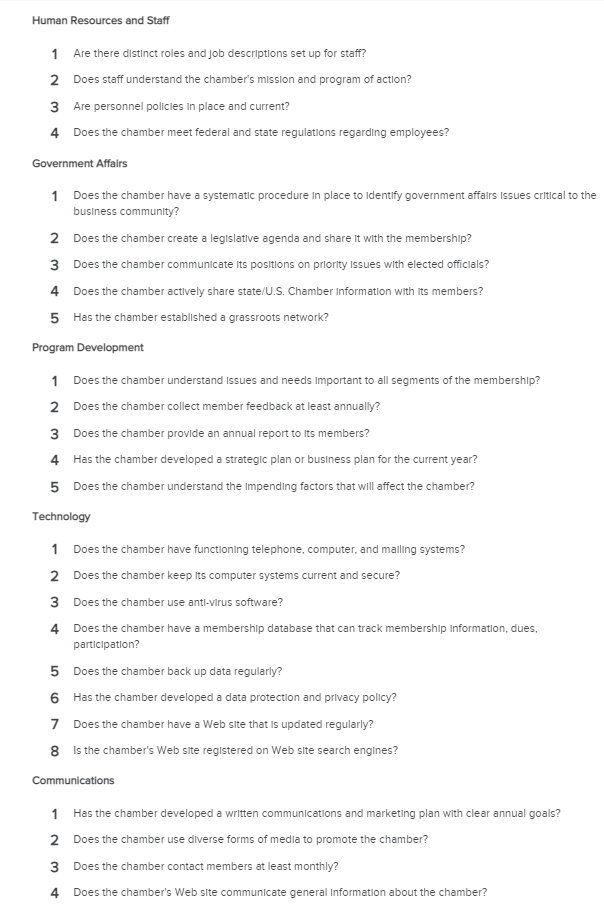 Human Resources and Staff
1 Are there distinct roles and job descriptions set up for staff?
2 Does staff understand the chamber's mission and program of action?
3 Are personnel policies in place and current?
4 Does the chamber meet federal and state regulations regarding employees?
Government Affairs
1 Does the chamber have a systematic procedure in place to identify government affairs issues critical to the
business community?
2 Does the chamber create a legislative agenda and share it with the membership?
3 Does the chamber communicate its positions on priority issues with elected officials?
4 Does the chamber actively share state/U.S. Chamber information with its members?
5 Has the chamber established a grassroots network?
Program Development
1 Does the chamber understand issues and needs important to all segments of the membership?
2 Does the chamber collect member feedback at least annually?
3 Does the chamber provide an annual report to its members?
4 Has the chamber developed a strategic plan or business plan for the current year?
5 Does the chamber understand the impending factors that will affect the chamber?
Technology
1 Does the chamber have functioning telephone, computer, and mailing systems?
2 Does the chamber keep its computer systems current and secure?
3 Does the chamber use anti-virus software?
4 Does the chamber have a membership database that can track membership information, dues,
participation?
5 Does the chamber back up data regularly?
6 Has the chamber developed a data protection and privacy policy?
7 Does the chamber have a Web site that is updated regularly?
8 Is the chamber's Web site registered on Web site search engines?
Communications
1 Has the chamber developed a written communications and marketing plan with clear annual goals?
2 Does the chamber use diverse forms of media to promote the chamber?
3 Does the chamber contact members at least monthly?
4 Does the chamber's Web site communicate general information about the chamber?